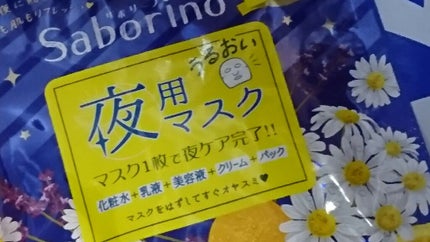 Saborino
うるおい
夜用マスク
マスク1枚で夜ケア完了!!
化粧水+乳液+美容液+クリーム+パック
マスクをはずしてすぐオヤスミ♥